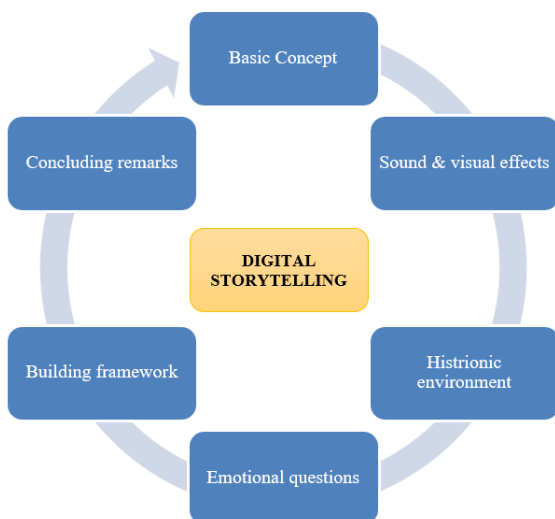 Basic Concept
Sound & visual effects
Histrionic
environment
Emotional questions
Building framework
Concluding remarks
DIGITAL
STORYTELLING